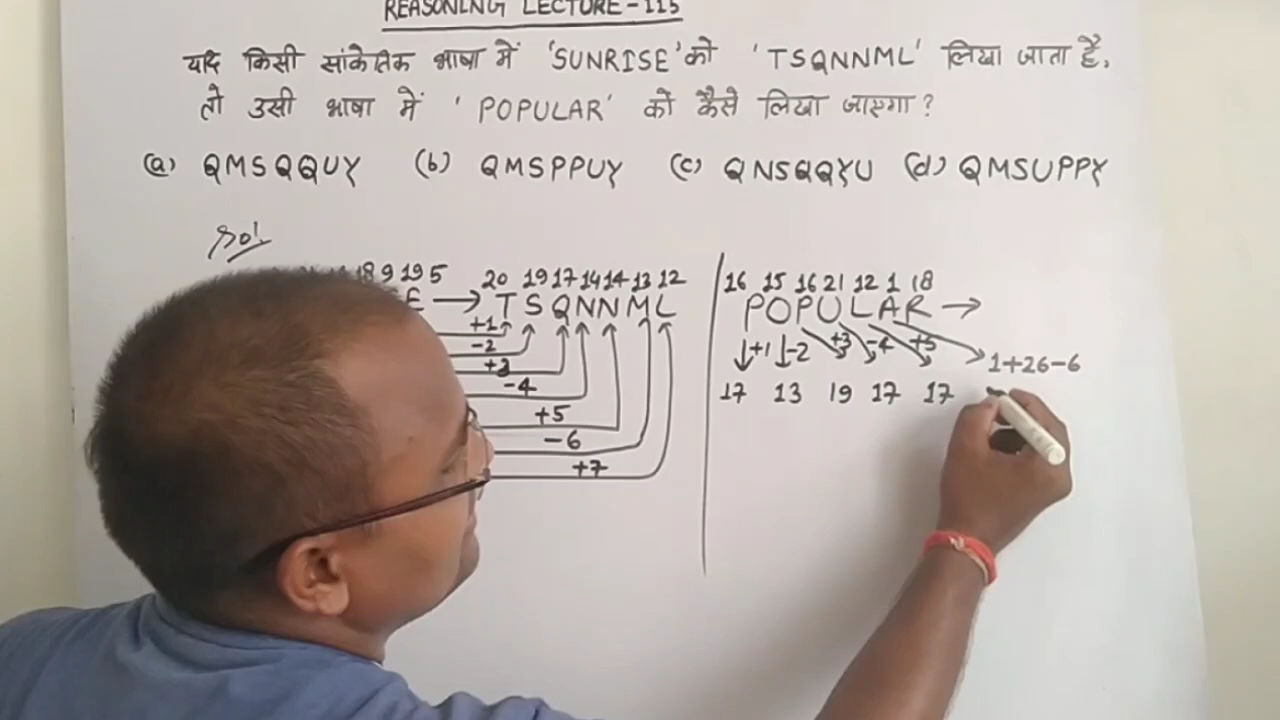 REASONING LECTURE-115
यदि किसी सांकेतिक भाषा में 'SUNRISE' को 'TSQNNML' लिखा जाता है,
तो उसी भाषा में 'POPULAR' को कैसे लिखा जाएगा?
(a) QMSQQUY (b) QMSPPUY (c) QNSQQYU (d) QMSUPPY
Sol
18 9 19 5 20 19 17 14 14 13 12
E → TSQNNML
+1
-2
+3
-4
+5
-6
+7
16 15 16 21 12 1 18
POPULAR →
+1 -2 +3 -4 +5 1+26-6
17 13 19 17 17